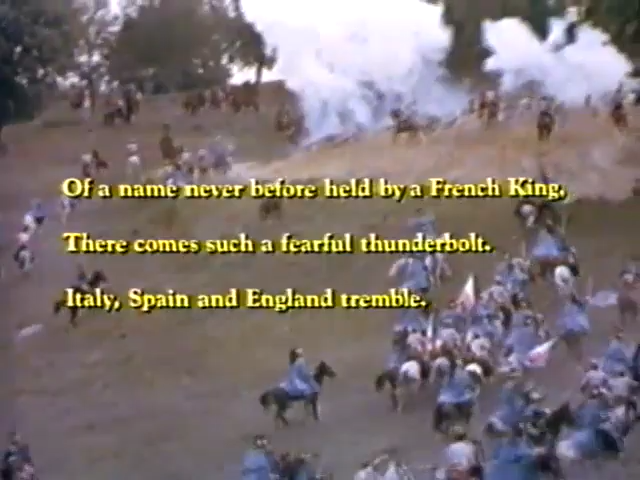 Of a name never before held by a French King,
There comes such a fearful thunderbolt.
Italy, Spain and England tremble.